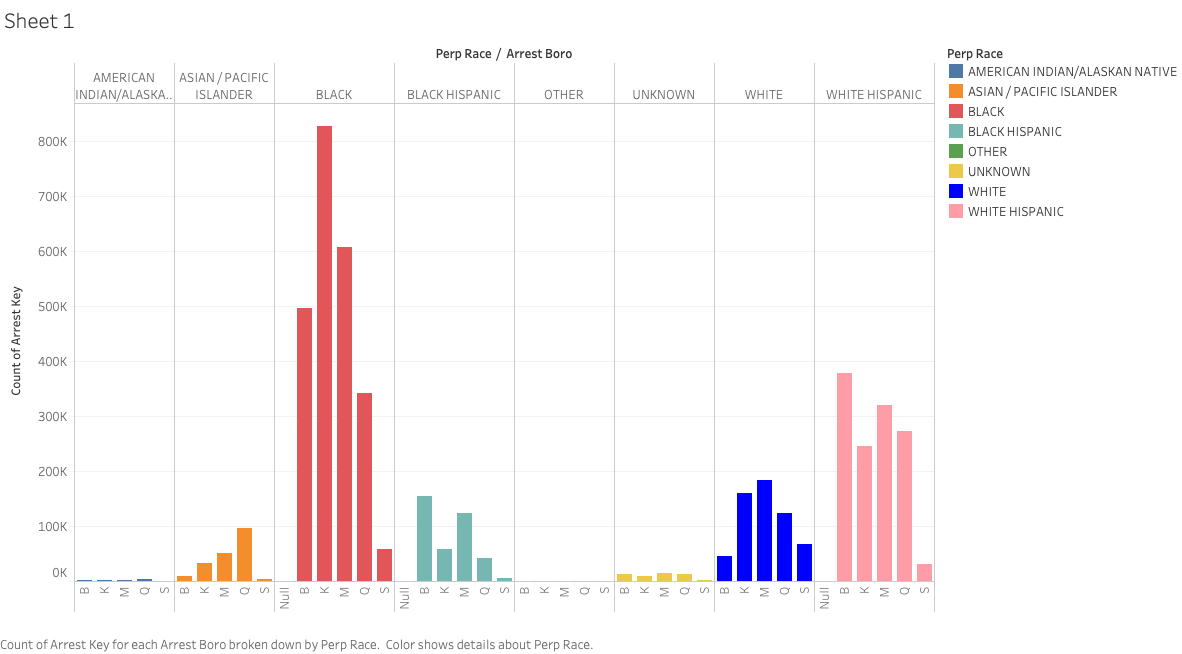 Sheet 1
Perp Race / Arrest Boro
AMERICAN INDIAN/ALASKA..
ASIAN / PACIFIC ISLANDER
BLACK
BLACK HISPANIC
OTHER
UNKNOWN
WHITE
WHITE HISPANIC
Count of Arrest Key
800K
700K
600K
500K
400K
300K
200K
100K
0K
B K M Q S
B K M Q S
Null B K M Q S
Null B K M Q S
B K M Q S
B K M Q S
B K M Q S
Null B K M Q S
Perp Race
AMERICAN INDIAN/ALASKAN NATIVE
ASIAN / PACIFIC ISLANDER
BLACK
BLACK HISPANIC
OTHER
UNKNOWN
WHITE
WHITE HISPANIC
Count of Arrest Key for each Arrest Boro broken down by Perp Race. Color shows details about Perp Race.